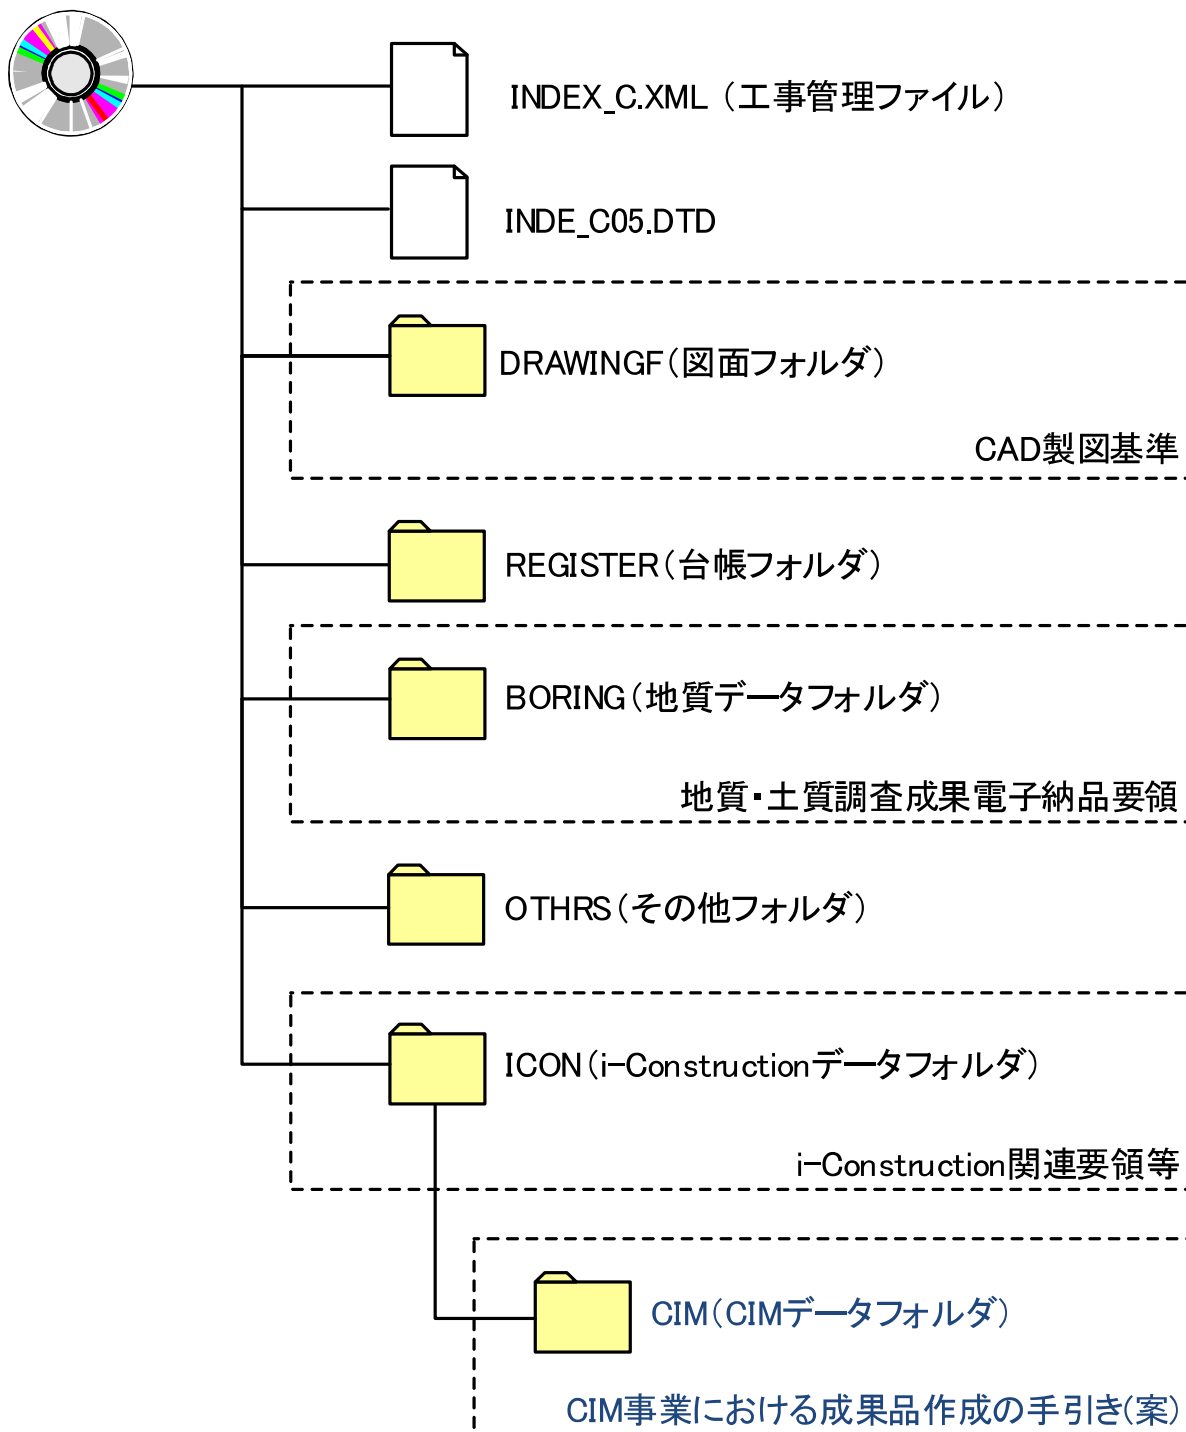 INDEX_C.XML（工事管理ファイル）
INDE_C05.DTD
DRAWINGF（図面フォルダ）
CAD製図基準
REGISTER（台帳フォルダ）
BORING（地質データフォルダ）
地質・土質調査成果電子納品要領
OTHRS（その他フォルダ）
ICON（i-Constructionデータフォルダ）
i-Construction関連要領等
CIM（CIMデータフォルダ）
CIM事業における成果品作成の手引き(案)